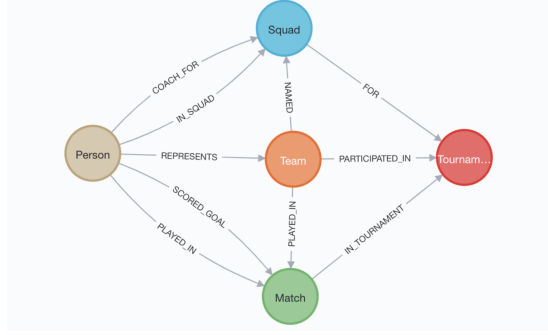 Squad
COACH_FOR
IN_SQUAD
NAMED
FOR
Person
REPRESENTS
Team
PARTICIPATED_IN
Tournam...
SCORED_GOAL
PLAYED_IN
PLAYED_IN
IN_TOURNAMENT
Match